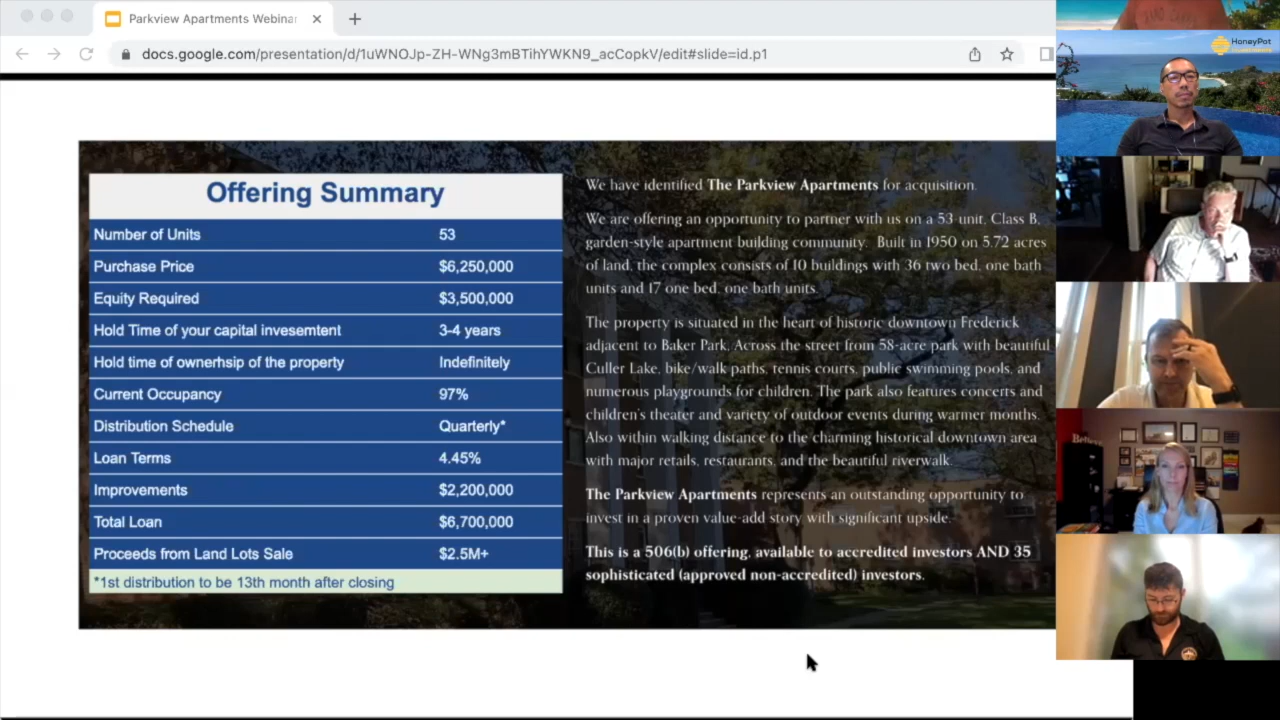 Parkview Apartments Webinar
docs.google.com/presentation/d/1uWNOJp-ZH-WNg3mBTihYWKN9_acCopkV/edit#slide=id.p1
Offering Summary
Number of Units 53
Purchase Price $6,250,000
Equity Required $3,500,000
Hold Time of your capital invesemtent 3-4 years
Hold time of ownerhsip of the property Indefinitely
Current Occupancy 97%
Distribution Schedule Quarterly*
Loan Terms 4.45%
Improvements $2,200,000
Total Loan $6,700,000
Proceeds from Land Lots Sale $2.5M+
*1st distribution to be 13th month after closing
We have identified The Parkview Apartments for acquisition.
We are offering an opportunity to partner with us on a 53-unit, Class B,
garden-style apartment building community. Built in 1950 on 5.72 acres
of land, the complex consists of 10 buildings with 36 two bed, one bath
units and 17 one bed, one bath units.
The property is situated in the heart of historic downtown Frederick
adjacent to Baker Park. Across the street from 58-acre park with beautiful
Culler Lake, bike/walk paths, tennis courts, public swimming pools, and
numerous playgrounds for children. The park also features concerts and
children's theater and variety of outdoor events during warmer months.
Also within walking distance to the charming historical downtown area
with major retails, restaurants, and the beautiful riverwalk.
The Parkview Apartments represents an outstanding opportunity to
invest in a proven value-add story with significant upside.
This is a 506(b) offering, available to accredited investors AND 35
sophisticated (approved non-accredited) investors.
HoneyPot